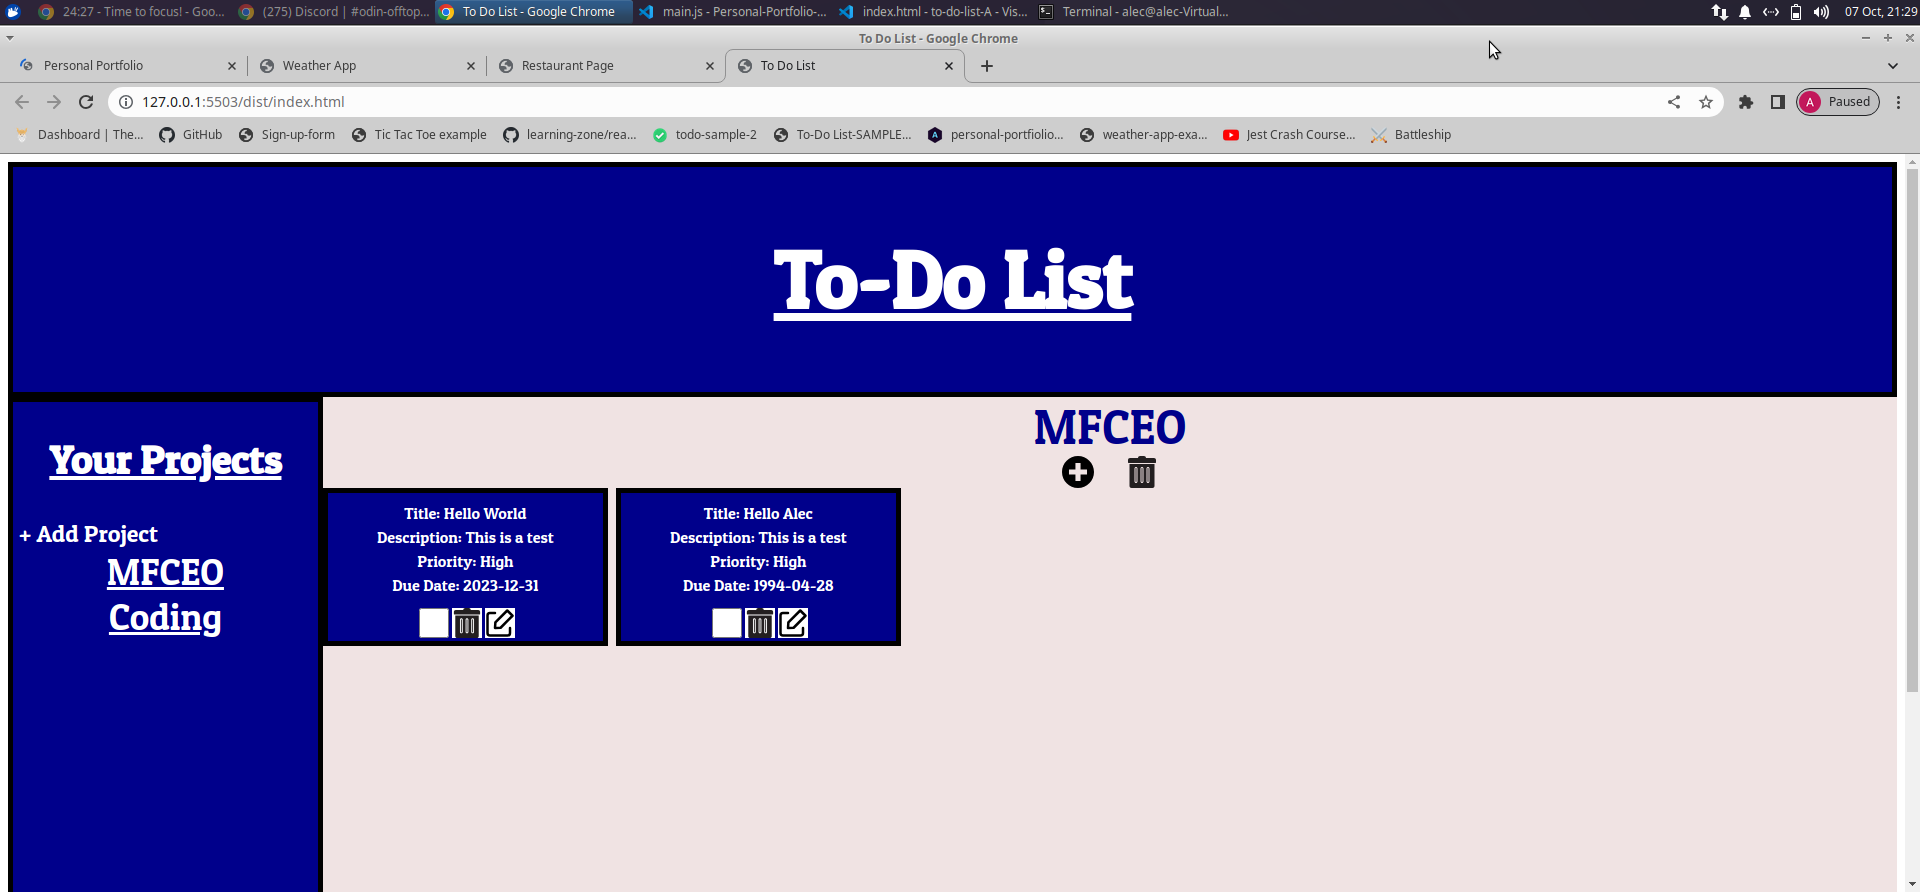 24:27 - Time to focus! - Goo...
(275) Discord | #odin-offtop...
To Do List - Google Chrome
main.js - Personal-Portfolio-...
index.html - to-do-list-A - Vis...
Terminal - alec@alec-Virtual...
07 Oct, 21:29
To Do List - Google Chrome
Personal Portfolio
Weather App
Restaurant Page
To Do List
127.0.0.1:5503/dist/index.html
A Paused
Dashboard | The...
GitHub
Sign-up-form
Tic Tac Toe example
learning-zone/rea...
todo-sample-2
To-Do List-SAMPLE...
personal-portfiolio...
weather-app-exa...
Jest Crash Course...
Battleship
To-Do List
Your Projects
+ Add Project
MFCEO
Coding
MFCEO
Title: Hello World
Description: This is a test
Priority: High
Due Date: 2023-12-31
Title: Hello Alec
Description: This is a test
Priority: High
Due Date: 1994-04-28